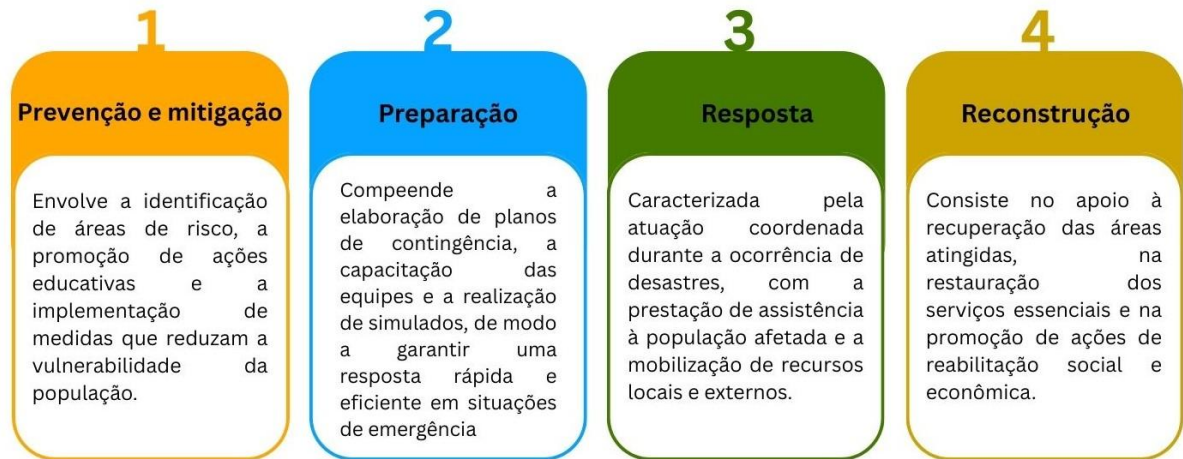 1
Prevenção e mitigação
Envolve a identificação
de áreas de risco, a
promoção de ações
educativas e a
implementação de
medidas que reduzam a
vulnerabilidade da
população.
2
Preparação
Compeende a
elaboração de planos
de contingência, a
capacitação das
equipes e a realização
de simulados, de modo
a garantir uma
resposta rápida e
eficiente em situações
de emergência
3
Resposta
Caracterizada pela
atuação coordenada
durante a ocorrência de
desastres, com a
prestação de assistência
à população afetada e a
mobilização de recursos
locais e externos.
4
Reconstrução
Consiste no apoio à
recuperação das áreas
atingidas, na
restauração dos
serviços essenciais e na
promoção de ações de
reabilitação social e
econômica.